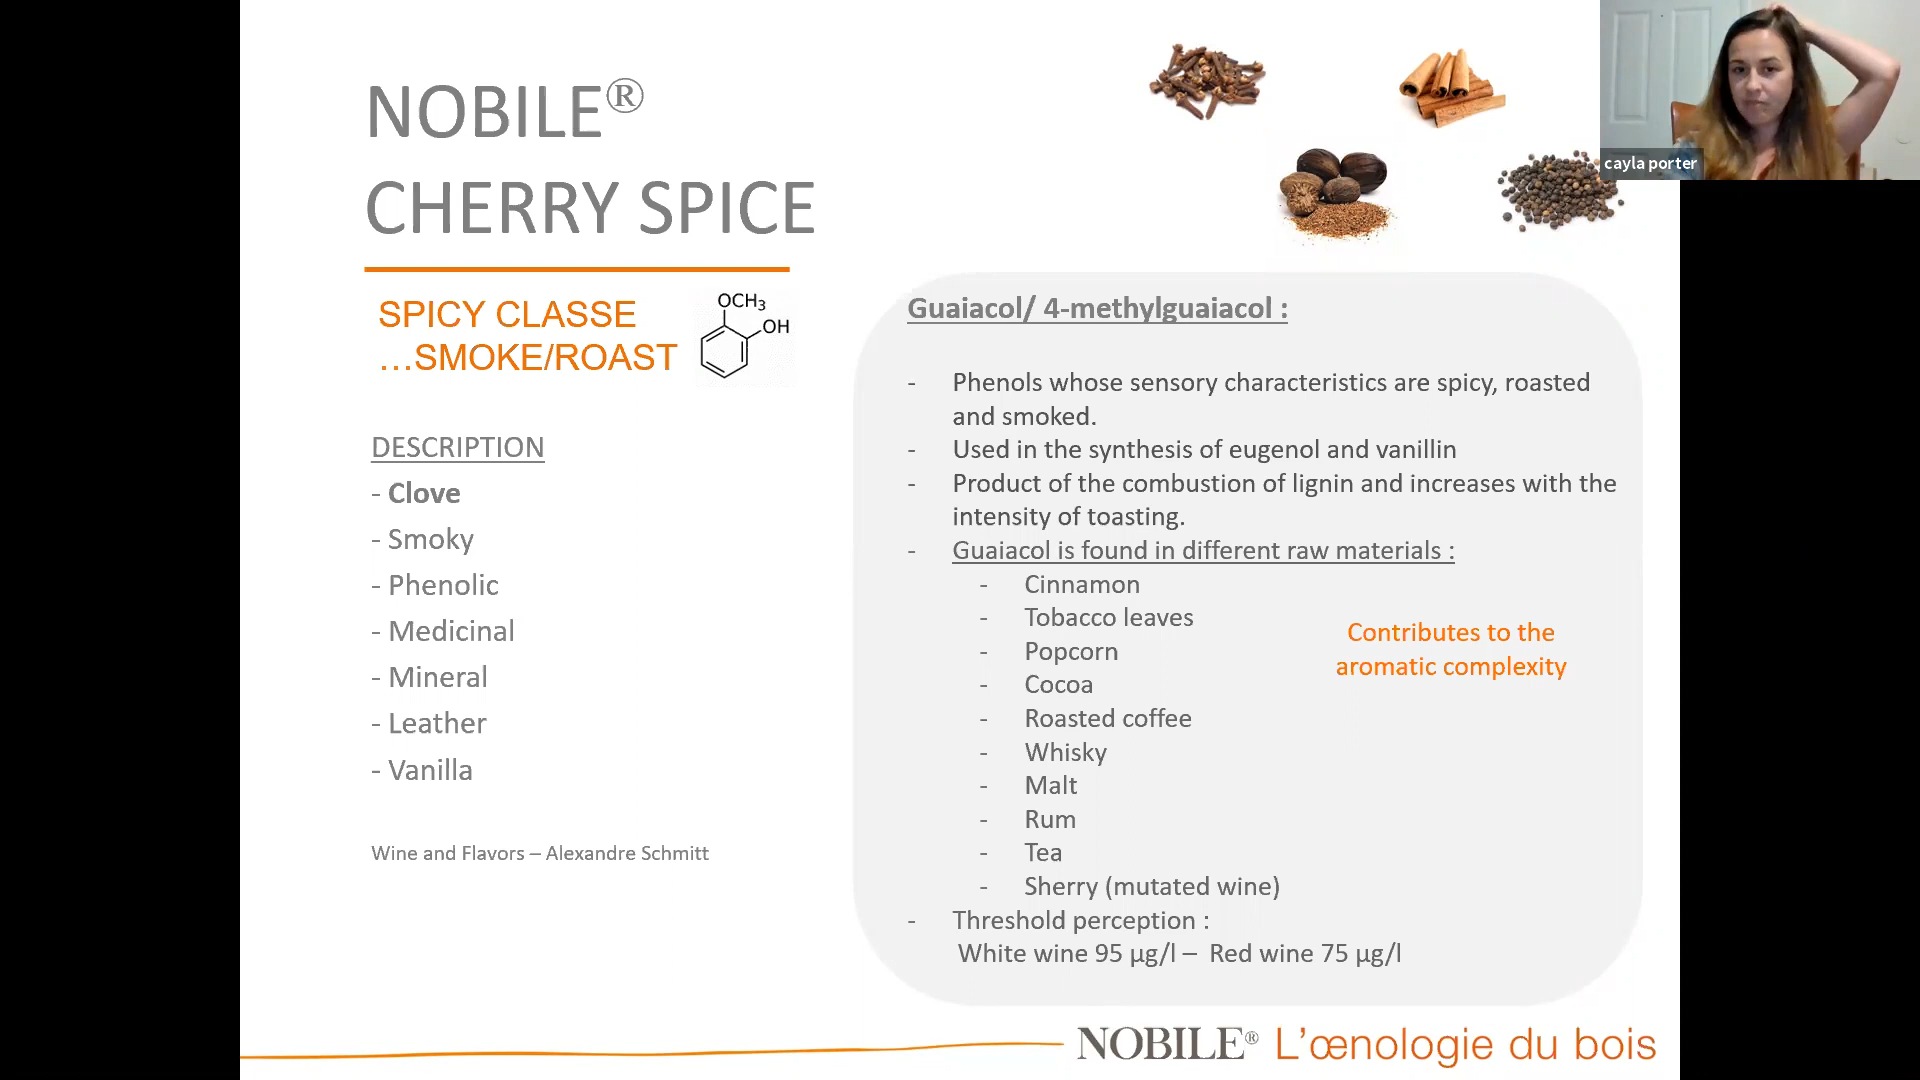 NOBILE®
CHERRY SPICE
cayla porter
SPICY CLASSE
…SMOKE/ROAST
OCH3
OH
DESCRIPTION
- Clove
- Smoky
- Phenolic
- Medicinal
- Mineral
- Leather
- Vanilla
Wine and Flavors – Alexandre Schmitt
Guaiacol/ 4-methylguaiacol :
- Phenols whose sensory characteristics are spicy, roasted
and smoked.
- Used in the synthesis of eugenol and vanillin
- Product of the combustion of lignin and increases with the
intensity of toasting.
- Guaiacol is found in different raw materials :
- Cinnamon
- Tobacco leaves
- Popcorn
- Cocoa
- Roasted coffee
- Whisky
- Malt
- Rum
- Tea
- Sherry (mutated wine)
Contributes to the
aromatic complexity
- Threshold perception :
White wine 95 µg/l – Red wine 75 µg/l
NOBILE® L'œnologie du bois